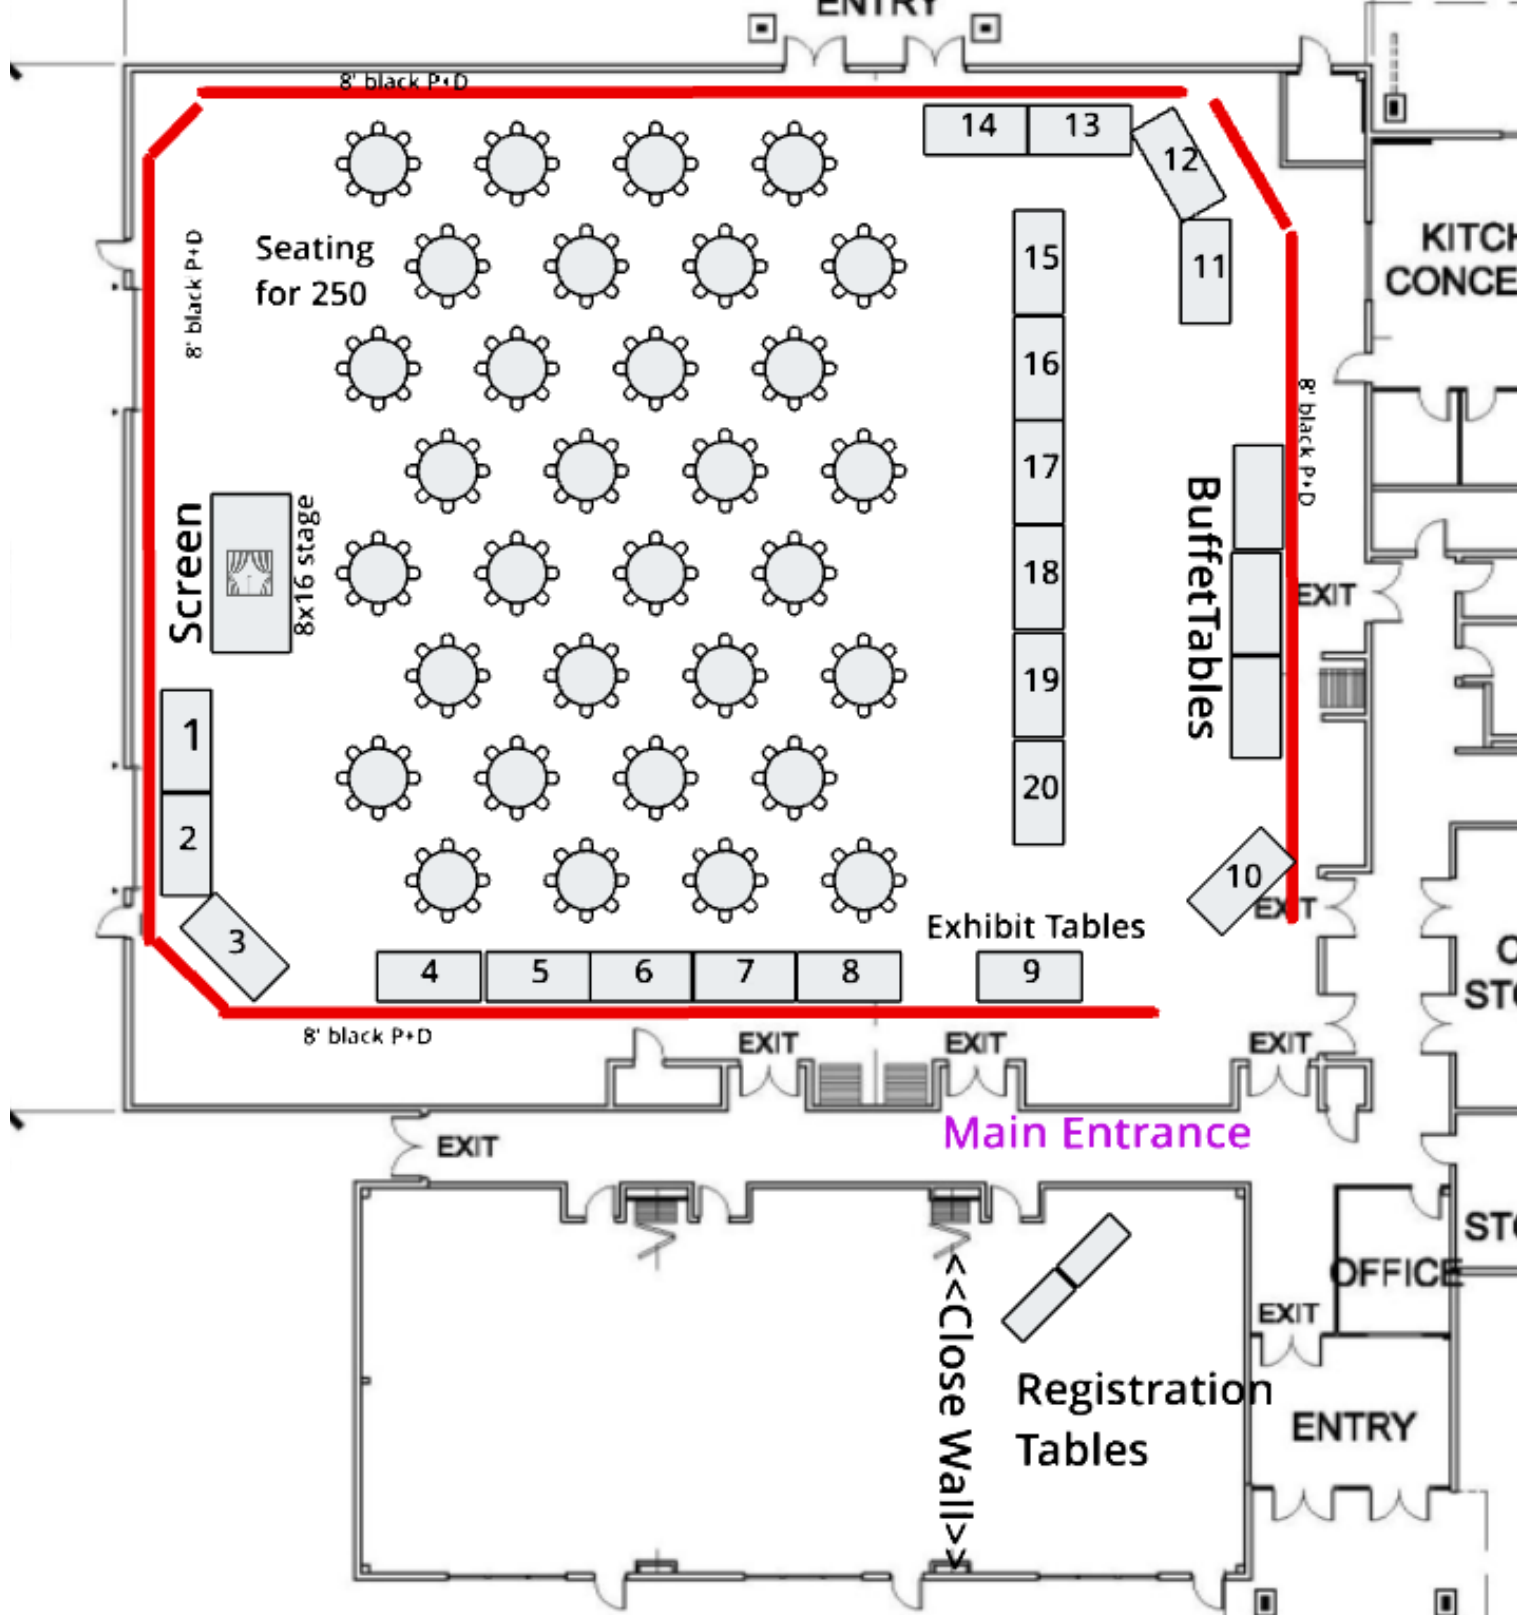 ENTRY
8' black P+D
14
13
12
Seating
for 250
8' black P+D
15
11
KITCH
CONCE
16
8' black P+D
17
Screen
8x16 stage
BuffetTables
18
EXIT
19
1
20
2
10
EXIT
3
Exhibit Tables
4
5
6
7
8
9
8' black P+D
EXIT
EXIT
EXIT
STO
Main Entrance
EXIT
<<Close Wall>>
STO
OFFICE
EXIT
Registration
Tables
ENTRY